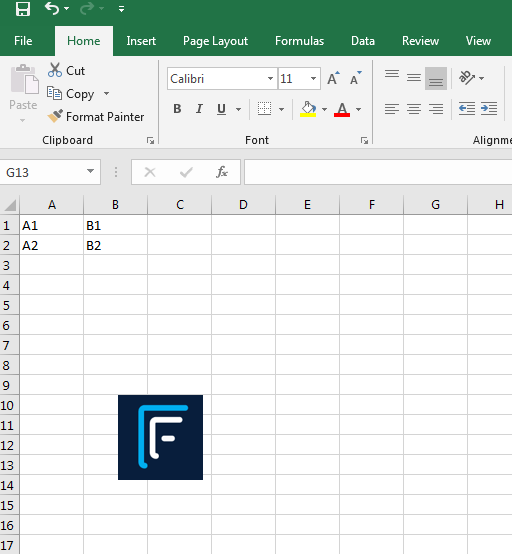 File Home Insert Page Layout Formulas Data Review View
Cut
Copy
Paste
Format Painter
Calibri 11 A A
B I U A
Clipboard Font Alignme
G13 fx
A B C D E F G H
1 A1 B1
2 A2 B2
3
4
5
6
7
8
9
10
11
12
13
14
15
16
17
F